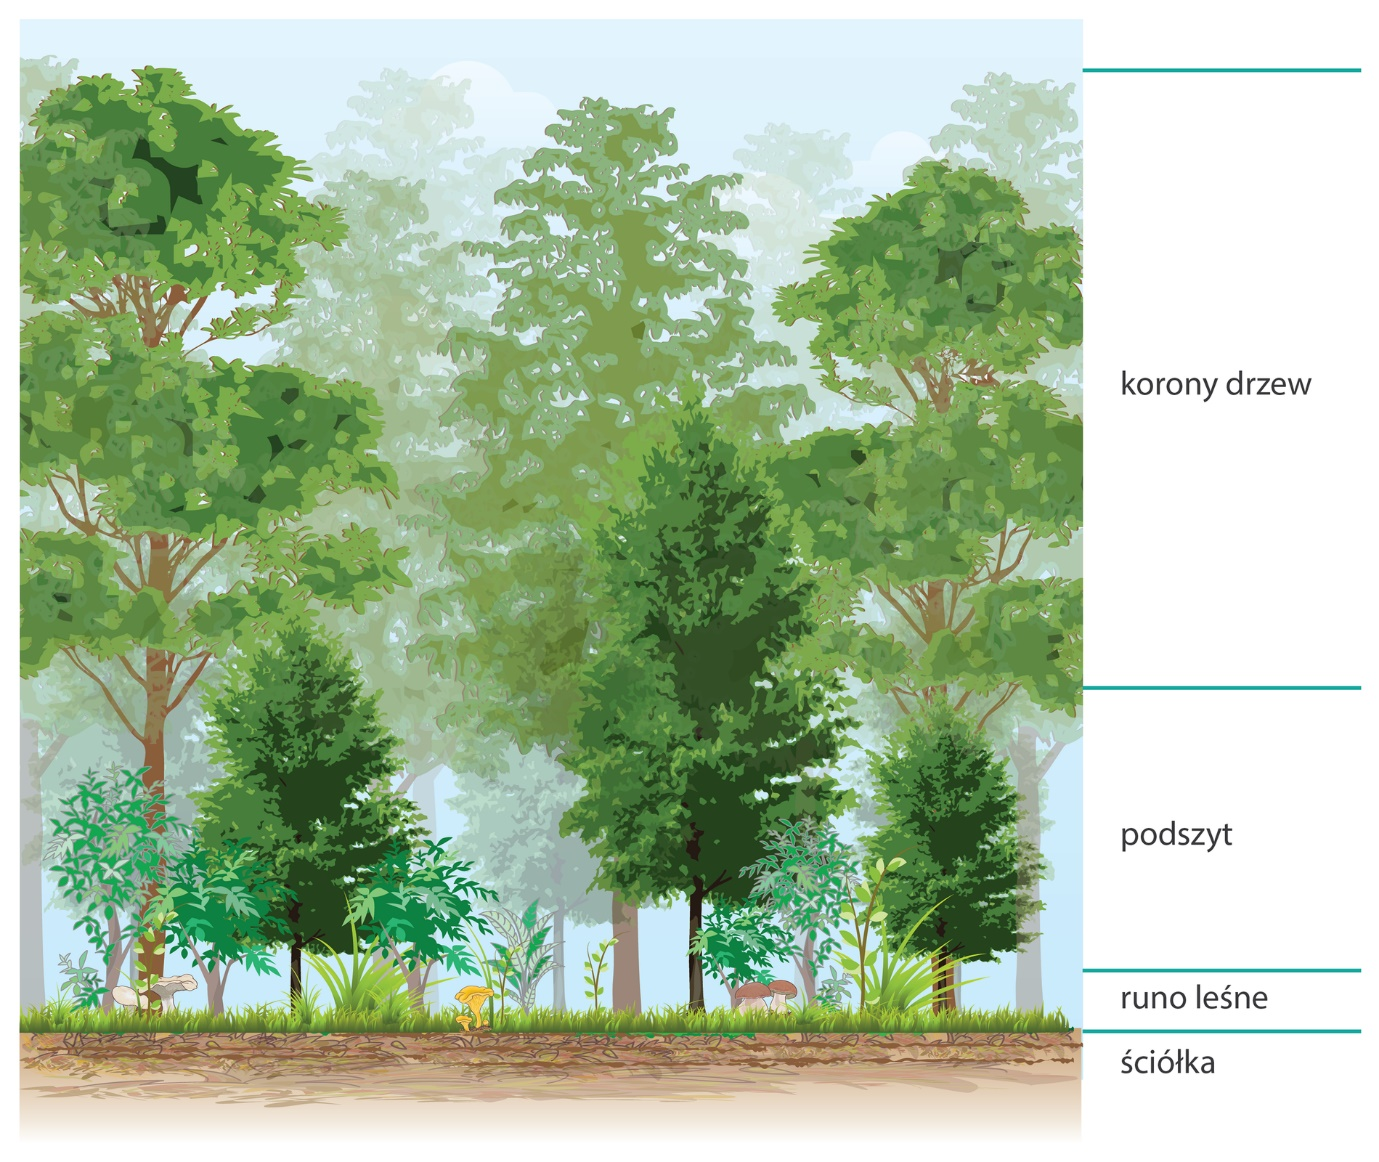 korony drzew
podszyt
runo leśne
ściółka